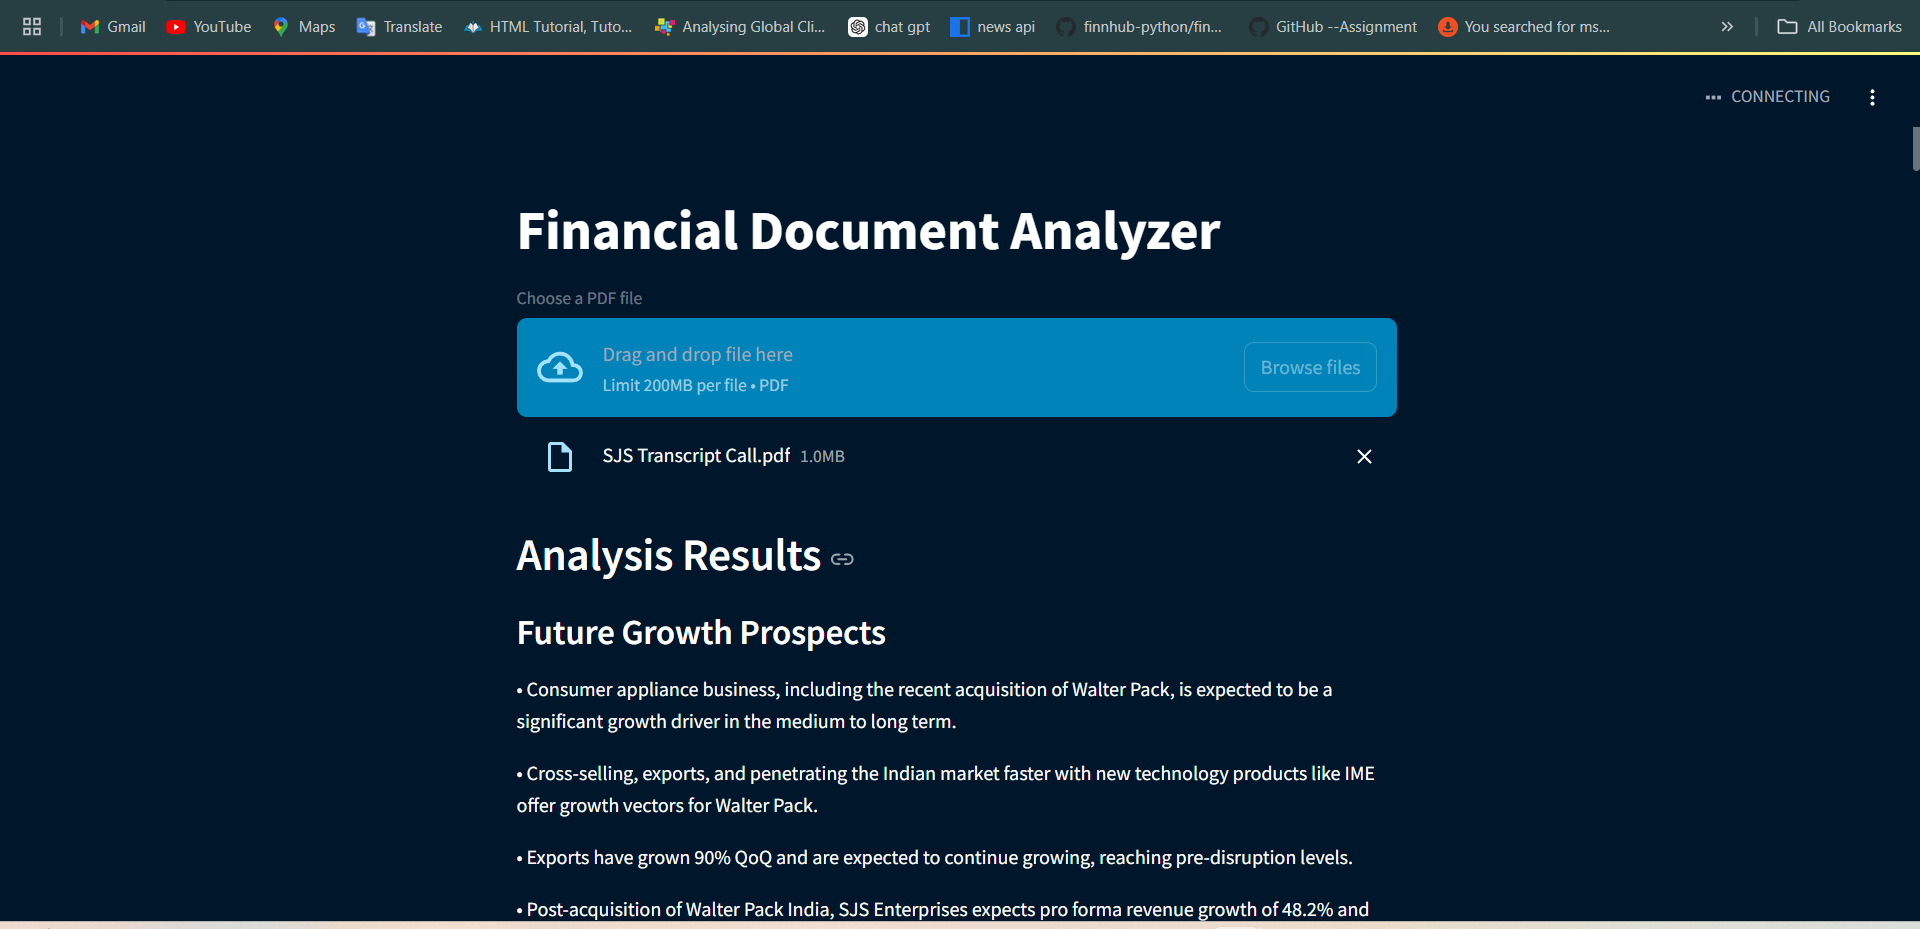 Gmail YouTube Maps Translate HTML Tutorial, Tuto... Analysing Global Cli... chat gpt news api finnhub-python/fin... GitHub --Assignment You searched for ms... » All Bookmarks
CONNECTING
Financial Document Analyzer
Choose a PDF file
Drag and drop file here
Limit 200MB per file • PDF
Browse files
SJS Transcript Call.pdf 1.0MB
Analysis Results
Future Growth Prospects
• Consumer appliance business, including the recent acquisition of Walter Pack, is expected to be a
significant growth driver in the medium to long term.
• Cross-selling, exports, and penetrating the Indian market faster with new technology products like IME
offer growth vectors for Walter Pack.
• Exports have grown 90% QoQ and are expected to continue growing, reaching pre-disruption levels.
• Post-acquisition of Walter Pack India, SJS Enterprises expects pro forma revenue growth of 48.2% and